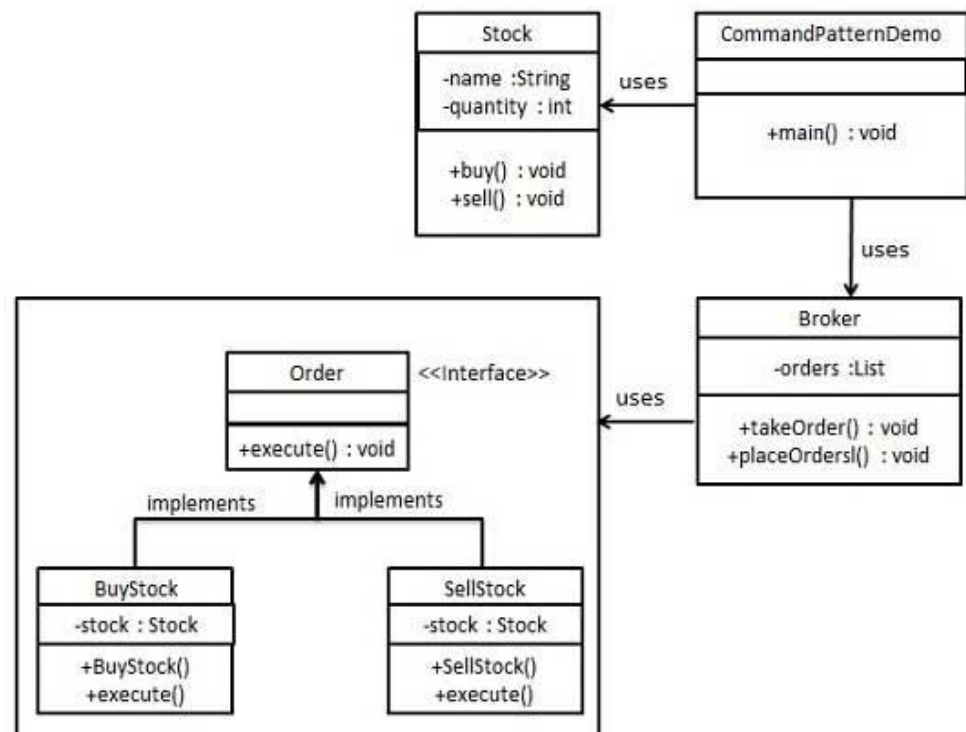 Stock
-name :String
-quantity : int
+buy() : void
+sell() : void
uses
CommandPatternDemo
+main() : void
uses
Broker
-orders :List
+takeOrder() : void
+placeOrdersl() : void
uses
Order
<<Interface>>
+execute() : void
implements
implements
BuyStock
-stock : Stock
+BuyStock()
+execute()
SellStock
-stock : Stock
+SellStock()
+execute()